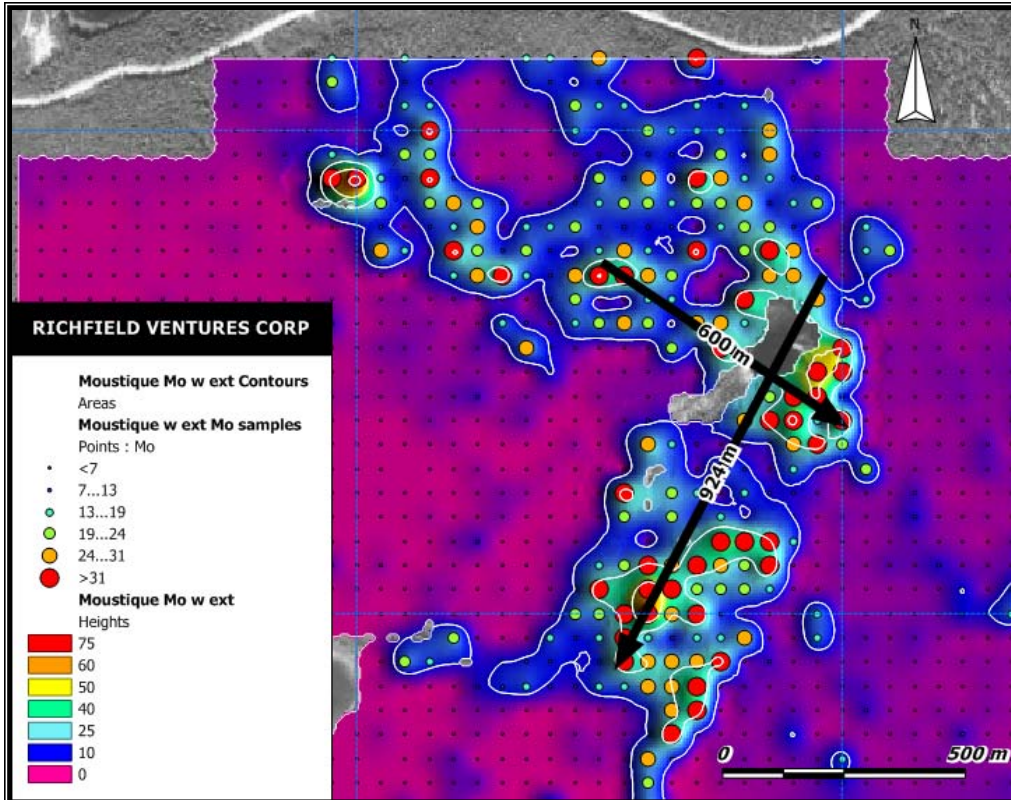 N
RICHFIELD VENTURES CORP
Moustique Mo w ext Contours
Areas
Moustique w ext Mo samples
Points : Mo
<7
7...13
13...19
19...24
24...31
>31
Moustique Mo w ext
Heights
75
60
50
40
25
10
0
600 m
924 m
0 500 m